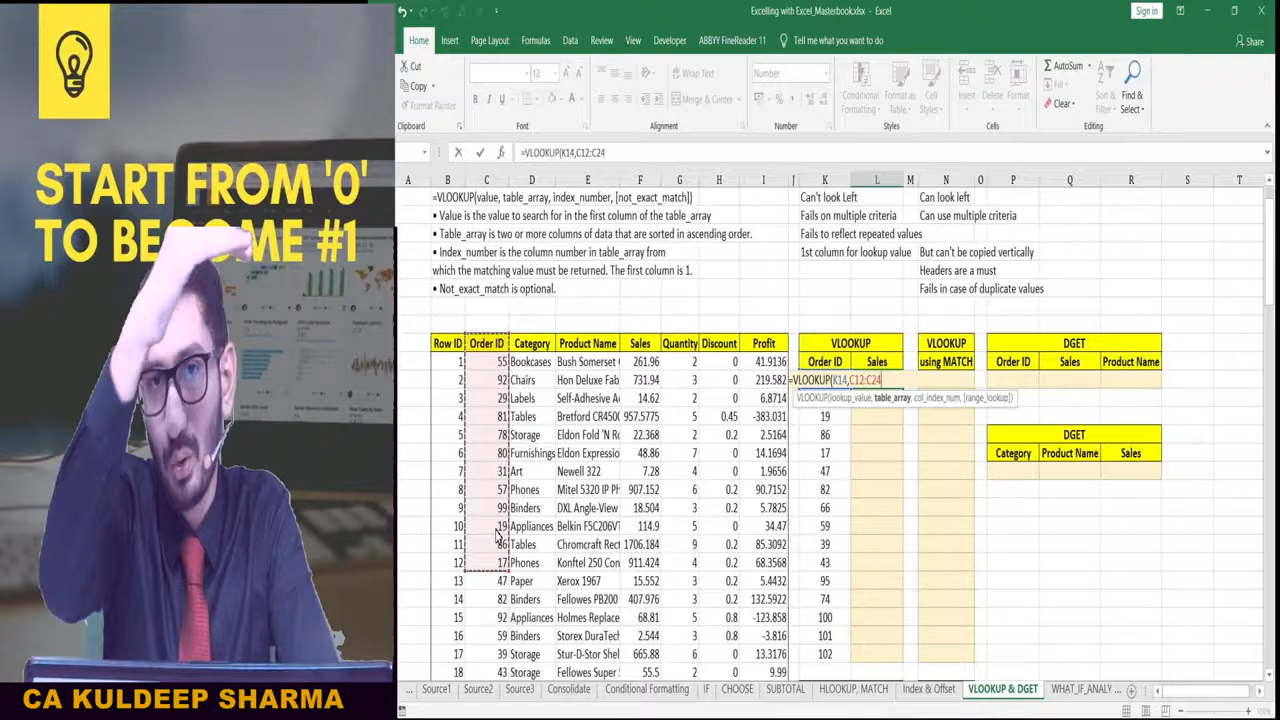 START FROM '0'
TO BECOME #1
CA KULDEEP SHARMA
Excelling with Excel_Masterbook.xlsx - Excel
Sign in
Home Insert Page Layout Formulas Data Review View Developer ABBYY FineReader 11 Tell me what you want to do
Share
Cut
Copy
Format Painter
Clipboard
12
B I U
Font
Wrap Text
Merge & Center
Alignment
Number
Number
Conditional Formatting
Format as Table
Cell Styles
Styles
Insert Delete Format
Cells
AutoSum
Fill
Clear
Sort & Filter
Find & Select
Editing
=VLOOKUP(K14,C12:C24
A B C D E F G H I J K L M N O P Q R S T
=VLOOKUP(value, table_array, index_number, [not_exact_match])
• Value is the value to search for in the first column of the table_array
• Table_array is two or more columns of data that are sorted in ascending order.
• Index_number is the column number in table_array from
which the matching value must be returned. The first column is 1.
• Not_exact_match is optional.
Can't look Left
Fails on multiple criteria
Fails to reflect repeated values
1st column for lookup value
Can look left
Can use multiple criteria
But can't be copied vertically
Headers are a must
Fails in case of duplicate values
Row ID Order ID Category Product Name Sales Quantity Discount Profit
1 55 Bookcases Bush Somerset 261.96 2 0 41.9136
2 92 Chairs Hon Deluxe Fab 731.94 3 0 219.582
3 29 Labels Self-Adhesive A 14.62 2 0 6.8714
4 81 Tables Bretford CR4500 957.5775 5 0.45 -383.031
5 78 Storage Eldon Fold 'N Ro 22.368 2 0.2 2.5164
6 80 Furnishings Eldon Expressio 48.86 7 0 14.1694
7 31 Art Newell 322 7.28 4 0 1.9656
8 57 Phones Mitel 5320 IP Ph 907.152 6 0.2 90.7152
9 99 Binders DXL Angle-View 18.504 3 0.2 5.7825
10 19 Appliances Belkin F5C206VT 114.9 5 0 34.47
11 86 Tables Chromcraft Rect 1706.184 9 0.2 85.3092
12 17 Phones Konftel 250 Con 911.424 4 0.2 68.3568
13 47 Paper Xerox 1967 15.552 3 0.2 5.4432
14 82 Binders Fellowes PB200 407.976 3 0.2 132.5922
15 92 Appliances Holmes Replace 68.81 5 0.8 -123.858
16 59 Binders Storex DuraTech 2.544 3 0.8 -3.816
17 39 Storage Stur-D-Stor Shel 665.88 6 0 13.3176
18 43 Storage Fellowes Super 55.5 2 0 9.99
VLOOKUP
Order ID Sales
=VLOOKUP(K14,C12:C24
VLOOKUP(lookup_value, table_array, col_index_num, [range_lookup])
19
86
17
47
82
66
59
39
43
95
74
100
101
102
VLOOKUP
using MATCH
DGET
Order ID Sales Product Name
DGET
Category Product Name Sales
Source1 Source2 Source3 Consolidate Conditional Formatting IF CHOOSE SUBTOTAL HLOOKUP, MATCH Index & Offset VLOOKUP & DGET WHAT_IF_ANALY ...